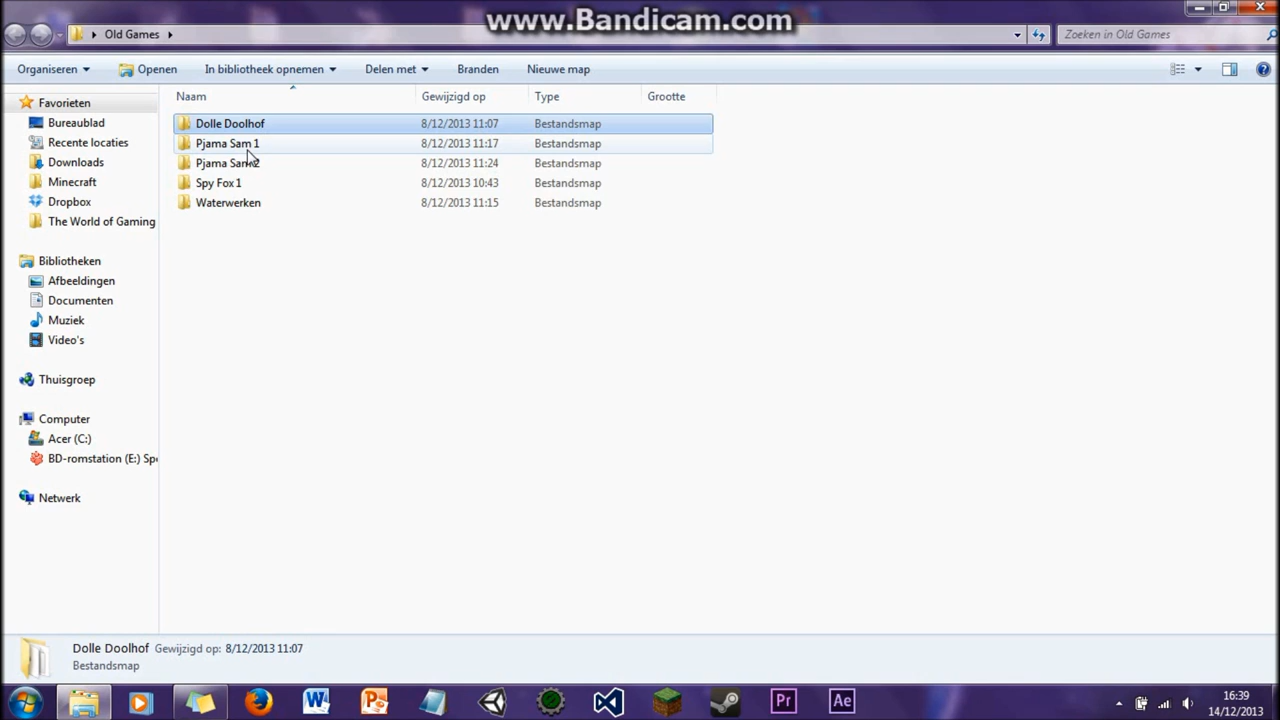 www.Bandicam.com
Old Games
Zoeken in Old Games
Organiseren Openen In bibliotheek opnemen Delen met Branden Nieuwe map
Naam Gewijzigd op Type Grootte
Favorieten
Bureaublad
Recente locaties
Downloads
Minecraft
Dropbox
The World of Gaming
Bibliotheken
Afbeeldingen
Documenten
Muziek
Video's
Thuisgroep
Computer
Acer (C:)
BD-romstation (E:) Sp
Netwerk
Dolle Doolhof 8/12/2013 11:07 Bestandsmap
Pjama Sam 1 8/12/2013 11:17 Bestandsmap
Pjama Sam 2 8/12/2013 11:24 Bestandsmap
Spy Fox 1 8/12/2013 10:43 Bestandsmap
Waterwerken 8/12/2013 11:15 Bestandsmap
Dolle Doolhof Gewijzigd op: 8/12/2013 11:07
Bestandsmap
W P Pr Ae
16:39
14/12/2013